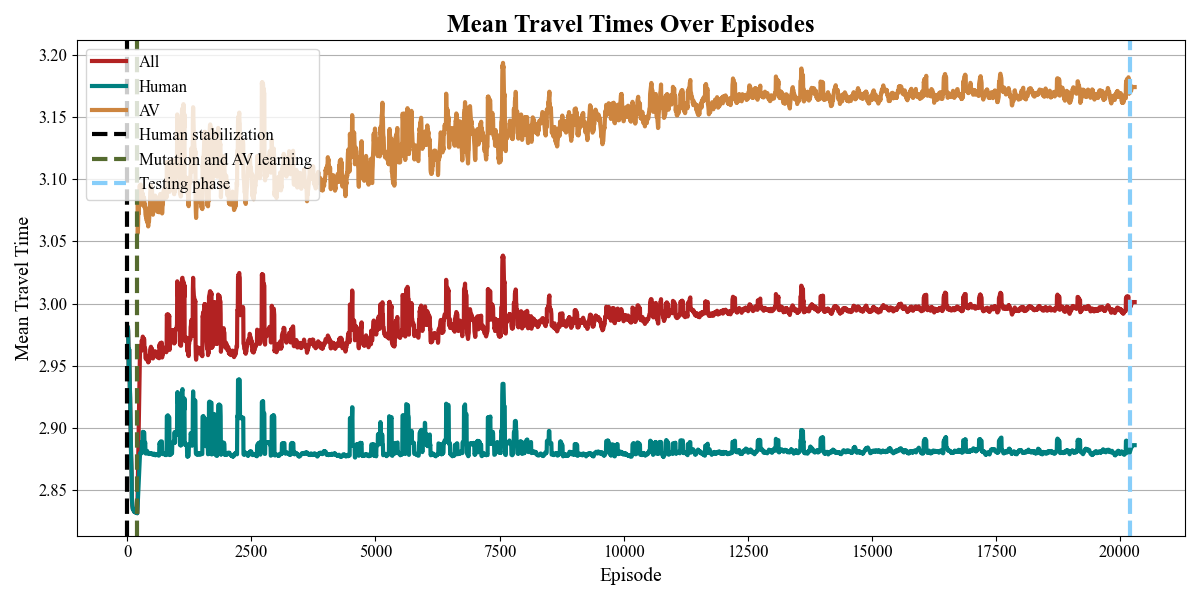 Mean Travel Times Over Episodes
All
Human
AV
Human stabilization
Mutation and AV learning
Testing phase
Mean Travel Time
3.20
3.15
3.10
3.05
3.00
2.95
2.90
2.85
0 2500 5000 7500 10000 12500 15000 17500 20000
Episode